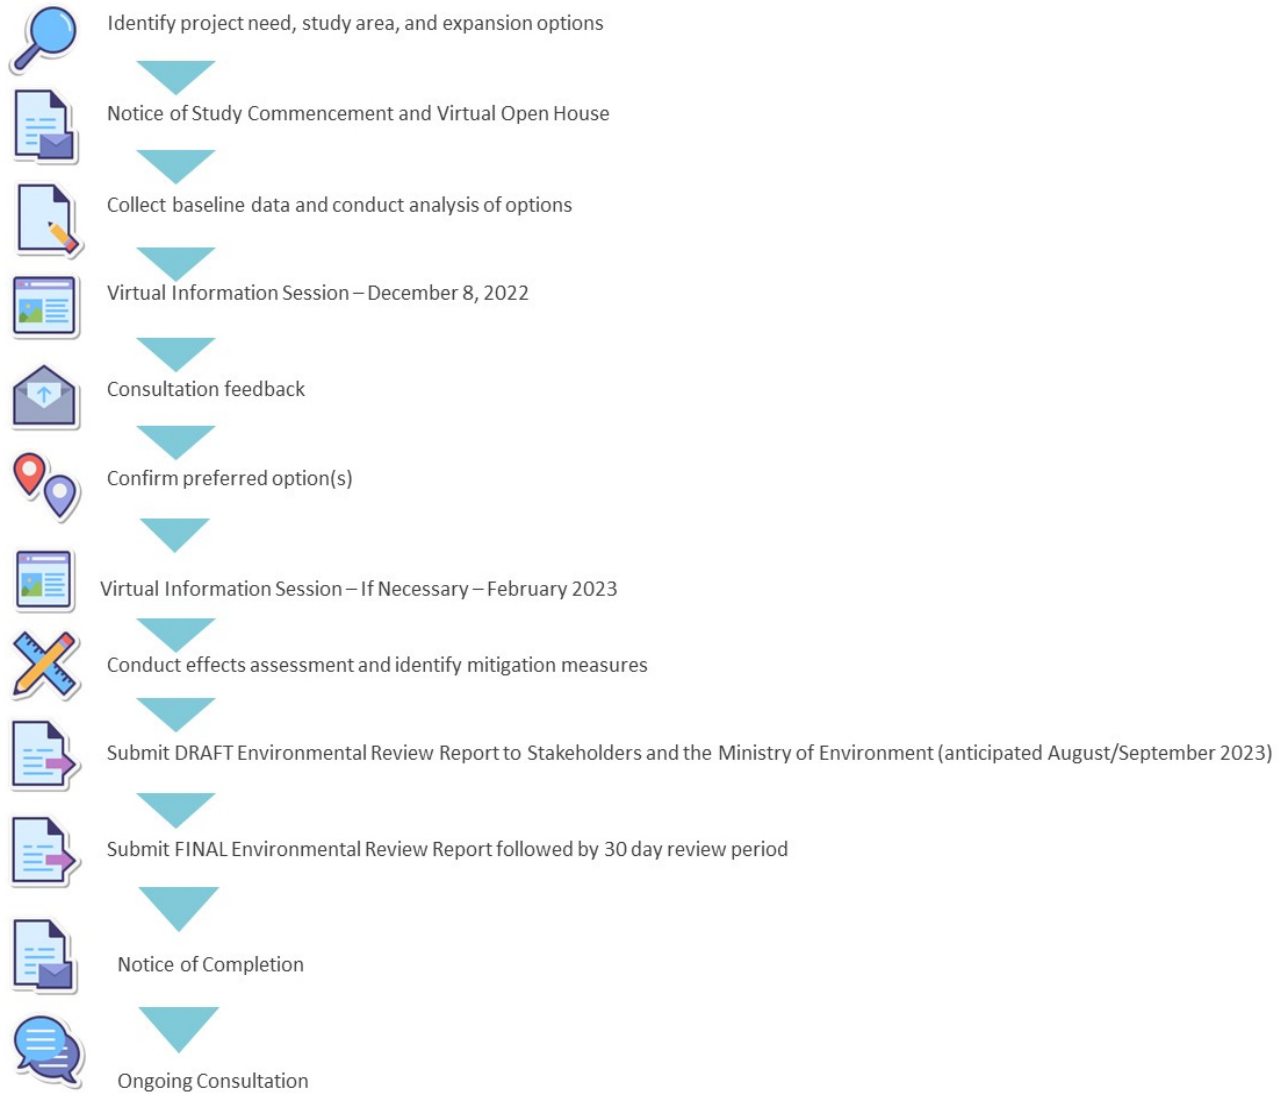 Identify project need, study area, and expansion options
Notice of Study Commencement and Virtual Open House
Collect baseline data and conduct analysis of options
Virtual Information Session – December 8, 2022
Consultation feedback
Confirm preferred option(s)
Virtual Information Session – If Necessary – February 2023
Conduct effects assessment and identify mitigation measures
Submit DRAFT Environmental Review Report to Stakeholders and the Ministry of Environment (anticipated August/September 2023)
Submit FINAL Environmental Review Report followed by 30 day review period
Notice of Completion
Ongoing Consultation